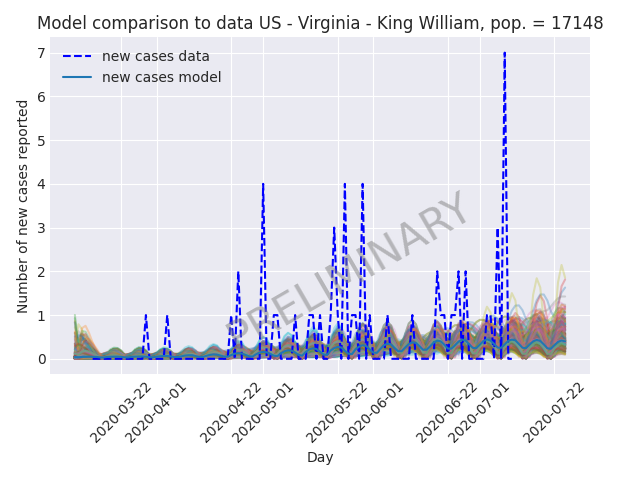 Model comparison to data US - Virginia - King William, pop. = 17148
new cases data
new cases model
PRELIMINARY
Number of new cases reported
7
6
5
4
3
2
1
0
2020-03-22
2020-04-01
2020-04-22
2020-05-01
2020-05-22
2020-06-01
2020-06-22
2020-07-01
2020-07-22
Day